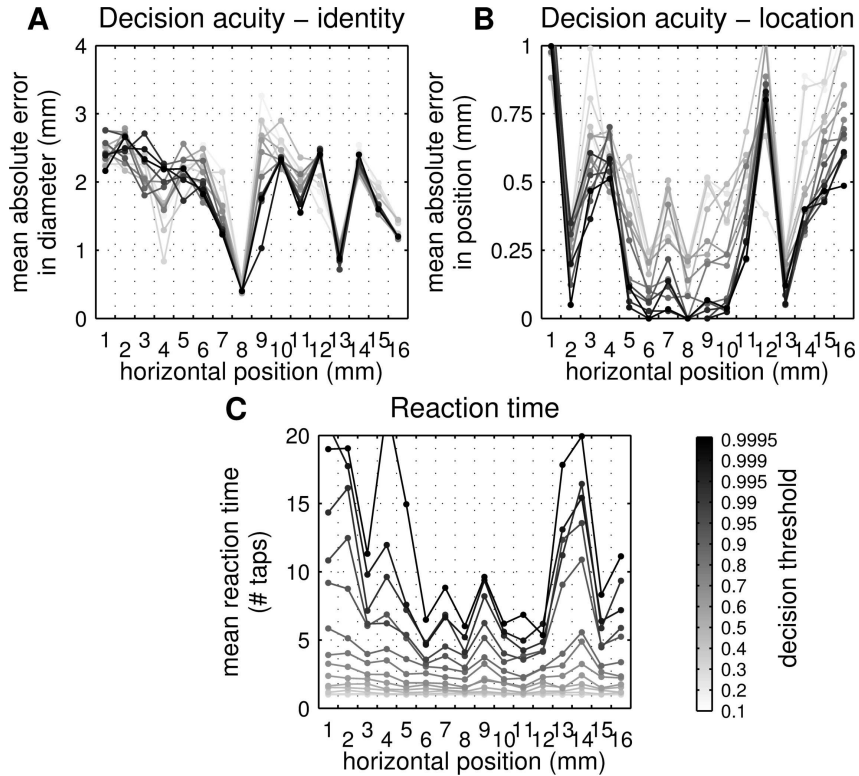 A
Decision acuity – identity
mean absolute error
in diameter (mm)
4
3
2
1
0
1 2 3 4 5 6 7 8 9 10 11 12 13 14 15 16
horizontal position (mm)
B
Decision acuity – location
mean absolute error
in position (mm)
1
0.75
0.5
0.25
0
1 2 3 4 5 6 7 8 9 10 11 12 13 14 15 16
horizontal position (mm)
C
Reaction time
mean reaction time
(# taps)
20
15
10
5
0
1 2 3 4 5 6 7 8 9 10 11 12 13 14 15 16
horizontal position (mm)
0.9995
0.999
0.995
0.99
0.95
0.9
0.8
0.7
0.6
0.5
0.4
0.3
0.2
0.1
decision threshold